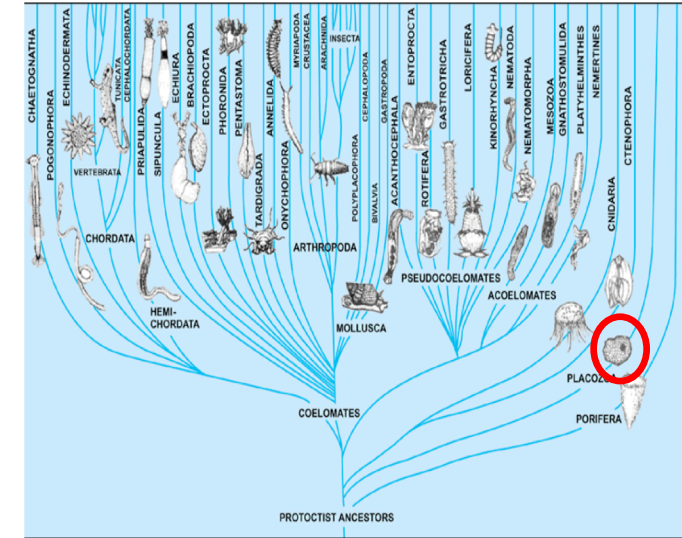 CHAETOGNATHA
POGONOPHORA
ECHINODERMATA
TUNICATA
CEPHALOCHORDATA
VERTEBRATA
CHORDATA
PRIAPULIDA
SIPUNCULA
HEMI-
CHORDATA
ECHIURA
BRACHIOPODA
ECTOPROCTA
PHORONIDA
PENTASTOMA
TARDIGRADA
ANNELIDA
ONYCHOPHORA
MYRIAPODA
CRUSTACEA
ARACHNIDA
INSECTA
ARTHROPODA
POLYPLACOPHORA
CEPHALOPODA
BIVALVIA
GASTROPODA
MOLLUSCA
ACANTHOCEPHALA
ENTOPROCTA
ROTIFERA
GASTROTRICHA
LORICIFERA
KINORHYNCHA
NEMATODA
NEMATOMORPHA
PSEUDOCOELOMATES
MESOZOA
GNATHOSTOMULIDA
PLATYHELMINTHES
NEMERTINES
ACOELOMATES
CNIDARIA
CTENOPHORA
PLACOZOA
PORIFERA
COELOMATES
PROTOCTIST ANCESTORS